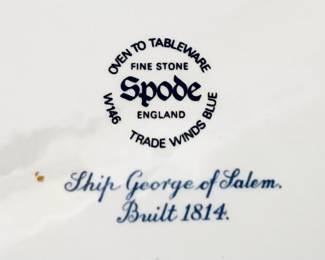 OVEN TO TABLEWARE
FINE STONE
Spode
ENGLAND
W146
TRADE WINDS BLUE
Ship George of Salem.
Built 1814.